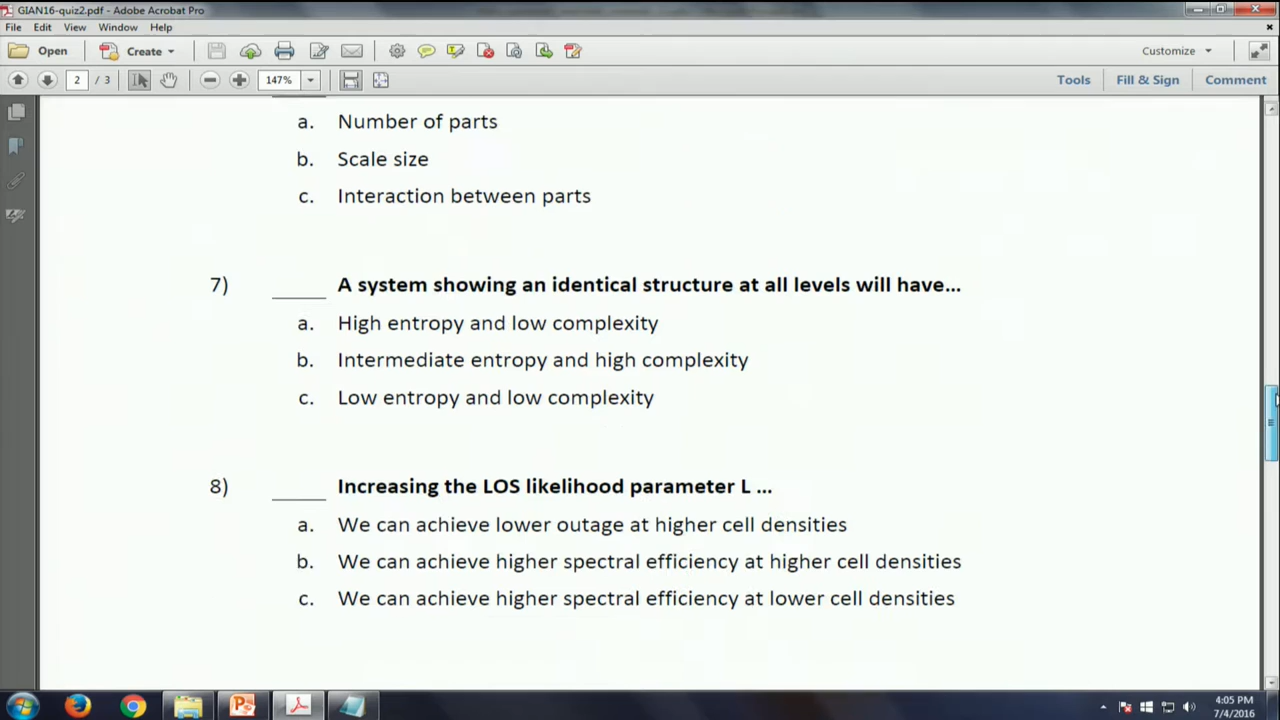 GIAN16-quiz2.pdf - Adobe Acrobat Pro
File Edit View Window Help
Open Create Customize
2 / 3 147% Tools Fill & Sign Comment
a. Number of parts
b. Scale size
c. Interaction between parts
7) _____ A system showing an identical structure at all levels will have...
a. High entropy and low complexity
b. Intermediate entropy and high complexity
c. Low entropy and low complexity
8) _____ Increasing the LOS likelihood parameter L ...
a. We can achieve lower outage at higher cell densities
b. We can achieve higher spectral efficiency at higher cell densities
c. We can achieve higher spectral efficiency at lower cell densities
4:05 PM
7/4/2016